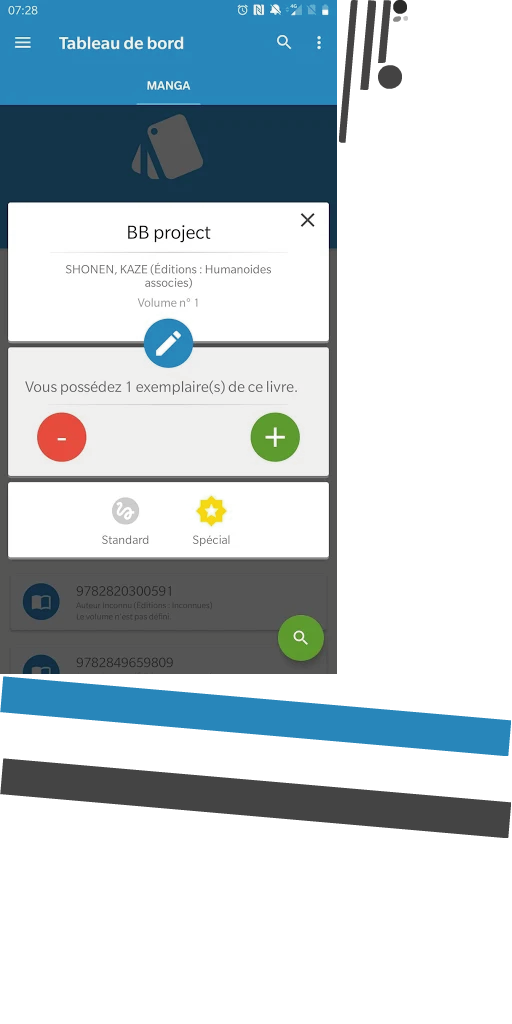 07:28
Tableau de bord
MANGA
BB project
SHONEN, KAZE (Éditions : Humanoides
associes)
Volume n° 1
Vous possédez 1 exemplaire(s) de ce livre.
-
+
Standard
Spécial
9782820300591
Auteur Inconnu (Éditions : Inconnues)
Le volume n'est pas défini
9782849659809